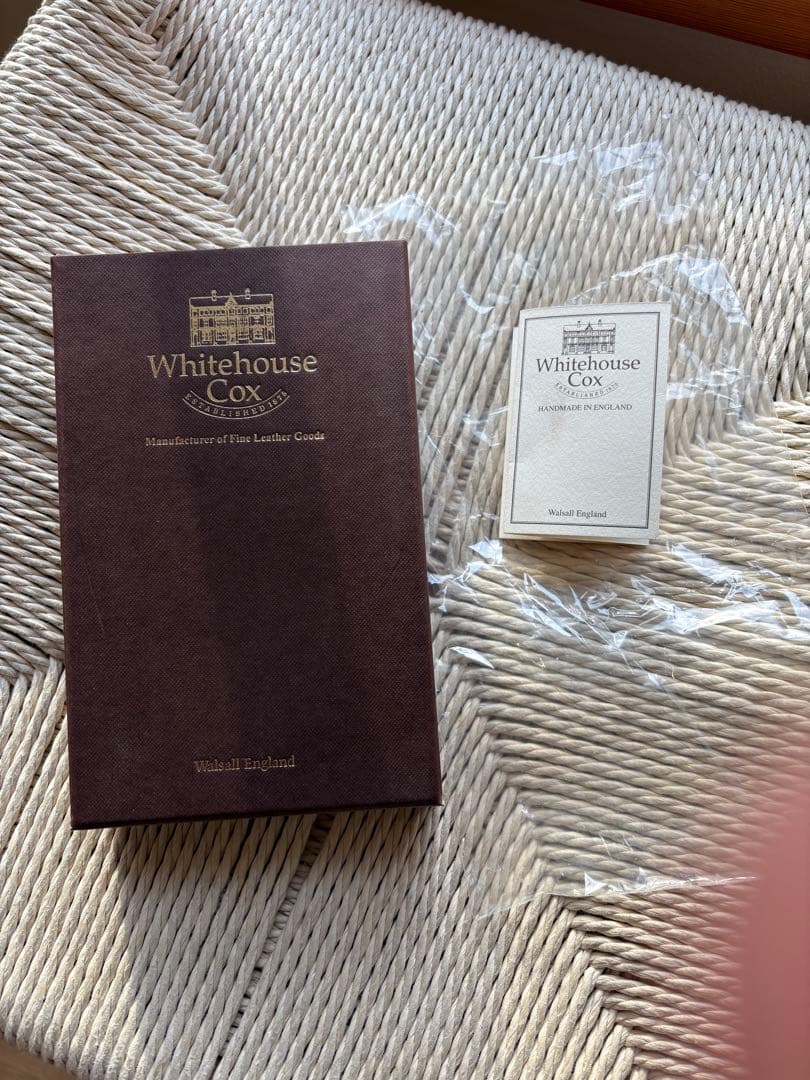 Whitehouse
Cox
ESTABLISHED 1875
Manufacturer of Fine Leather Goods
Walsall England
Whitehouse
Cox
ESTABLISHED 1875
HANDMADE IN ENGLAND
Walsall England